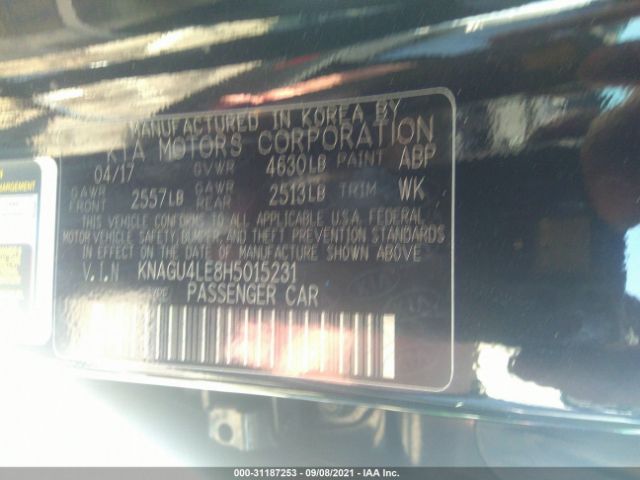 MANUFACTURED IN KOREA BY
KIA MOTORS CORPORATION
04/17 GVWR 4630LB PAINT ABP
GAWR FRONT 2557LB GAWR REAR 2513LB TRIM WK
THIS VEHICLE CONFORMS TO ALL APPLICABLE U.S.A. FEDERAL
MOTOR VEHICLE SAFETY, BUMPER, AND THEFT PREVENTION STANDARDS
IN EFFECT ON THE DATE OF MANUFACTURE SHOWN ABOVE
V.I.N KNAGU4LE8H5015231
PASSENGER CAR
000-31187253 - 09/08/2021 - IAA Inc.